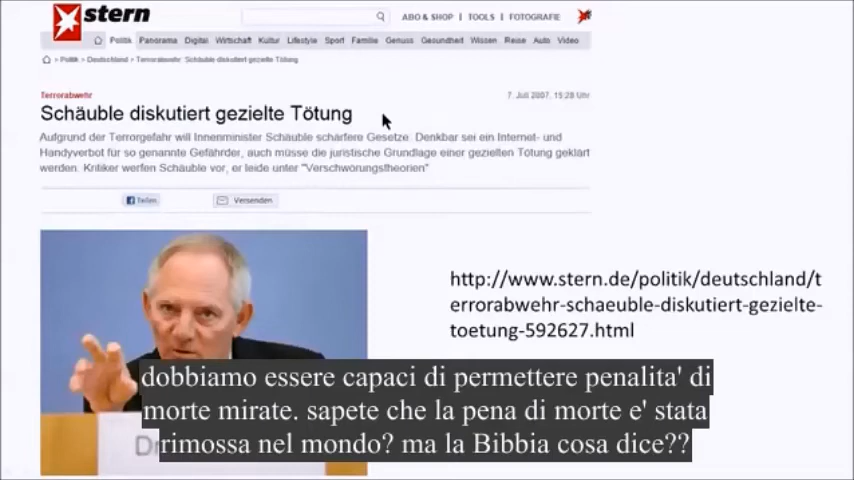 stern
ABO & SHOP | TOOLS | FOTOGRAFIE
Politik Panorama Digital Wirtschaft Kultur Lifestyle Sport Familie Genuss Gesundheit Wissen Reise Auto Video
> Politik > Deutschland > Terrorabwehr: Schäuble diskutiert gezielte Tötung
Terrorabwehr
7. Juli 2007, 15:28 Uhr
Schäuble diskutiert gezielte Tötung
Aufgrund der Terrorgefahr will Innenminister Schäuble schärfere Gesetze: Denkbar sei ein Internet- und
Handyverbot für so genannte Gefährder, auch müsse die juristische Grundlage einer gezielten Tötung geklärt
werden. Kritiker werfen Schäuble vor, er leide unter "Verschwörungstheorien"
Teilen
Versenden
http://www.stern.de/politik/deutschland/t
errorabwehr-schaeuble-diskutiert-gezielte-
toetung-592627.html
dobbiamo essere capaci di permettere penalita' di
morte mirate. sapete che la pena di morte e' stata
rimossa nel mondo? ma la Bibbia cosa dice??